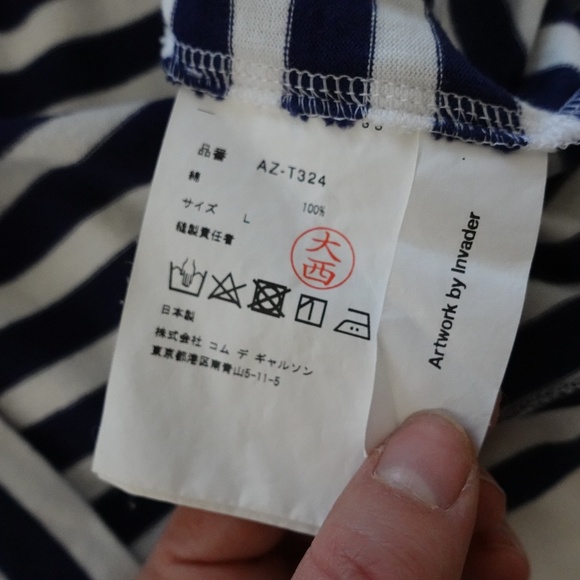 品番 AZ-T324
綿 100%
サイズ L
縫製責任者
大西
日本製
株式会社 コム デ ギャルソン
東京都港区南青山5-11-5
Artwork by Invader